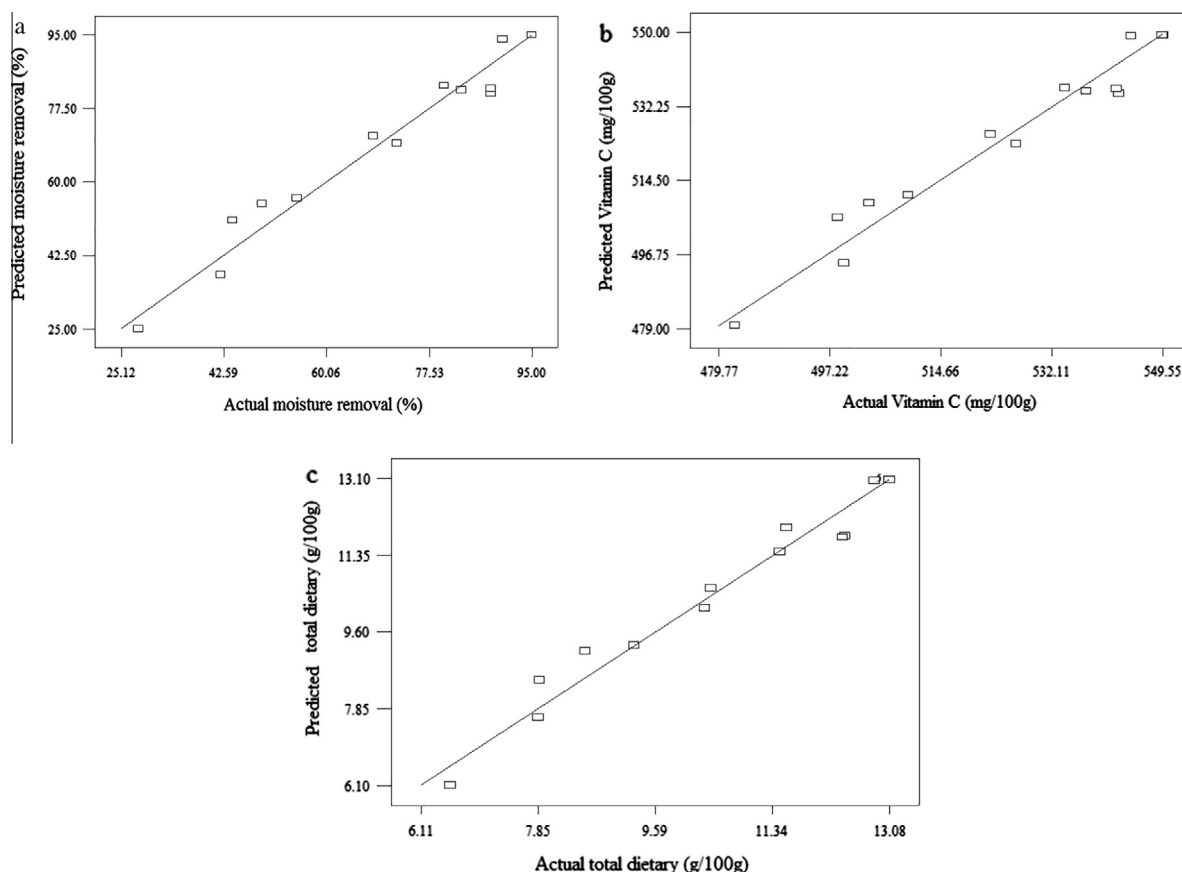 a
Predicted moisture removal (%)
95.00
77.50
60.00
42.50
25.00
25.12 42.59 60.06 77.53 95.00
Actual moisture removal (%)
b
Predicted Vitamin C (mg/100g)
550.00
532.25
514.50
496.75
479.00
479.77 497.22 514.66 532.11 549.55
Actual Vitamin C (mg/100g)
c
Predicted total dietary (g/100g)
13.10
11.35
9.60
7.85
6.10
5
6.11 7.85 9.59 11.34 13.08
Actual total dietary (g/100g)